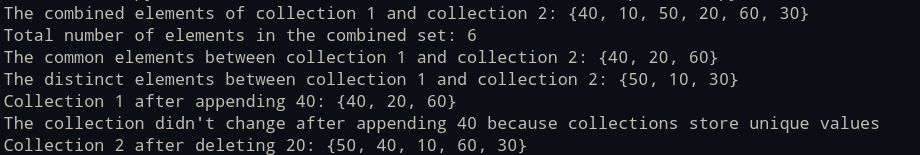 The combined elements of collection 1 and collection 2: {40, 10, 50, 20, 60, 30}
Total number of elements in the combined set: 6
The common elements between collection 1 and collection 2: {40, 20, 60}
The distinct elements between collection 1 and collection 2: {50, 10, 30}
Collection 1 after appending 40: {40, 20, 60}
The collection didn't change after appending 40 because collections store unique values
Collection 2 after deleting 20: {50, 40, 10, 60, 30}